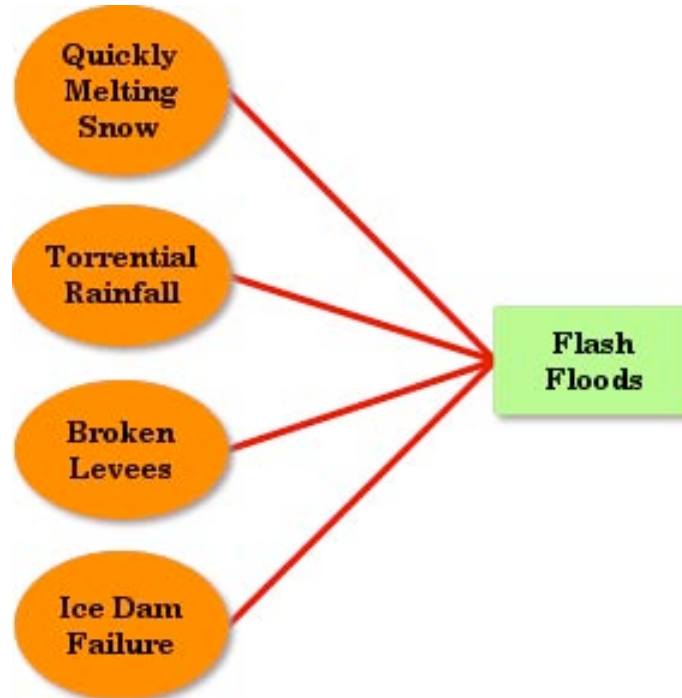 Quickly
Melting
Snow
Torrential
Rainfall
Flash
Floods
Broken
Levees
Ice Dam
Failure